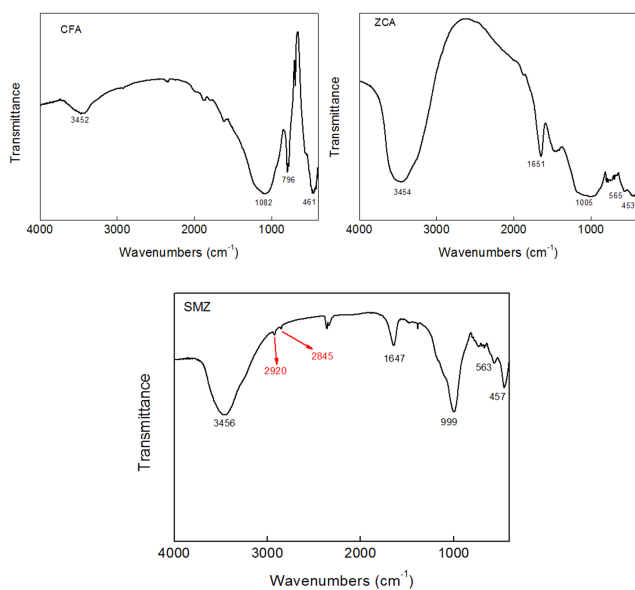 CFA
Transmittance
3452
1082
796
461
4000 3000 2000 1000
Wavenumbers (cm⁻¹)
ZCA
Transmittance
3454
1651
1005
565
453
4000 3000 2000 1000
Wavenumbers (cm⁻¹)
SMZ
Transmittance
2920
2845
3456
1647
999
563
457
4000 3000 2000 1000
Wavenumbers (cm⁻¹)